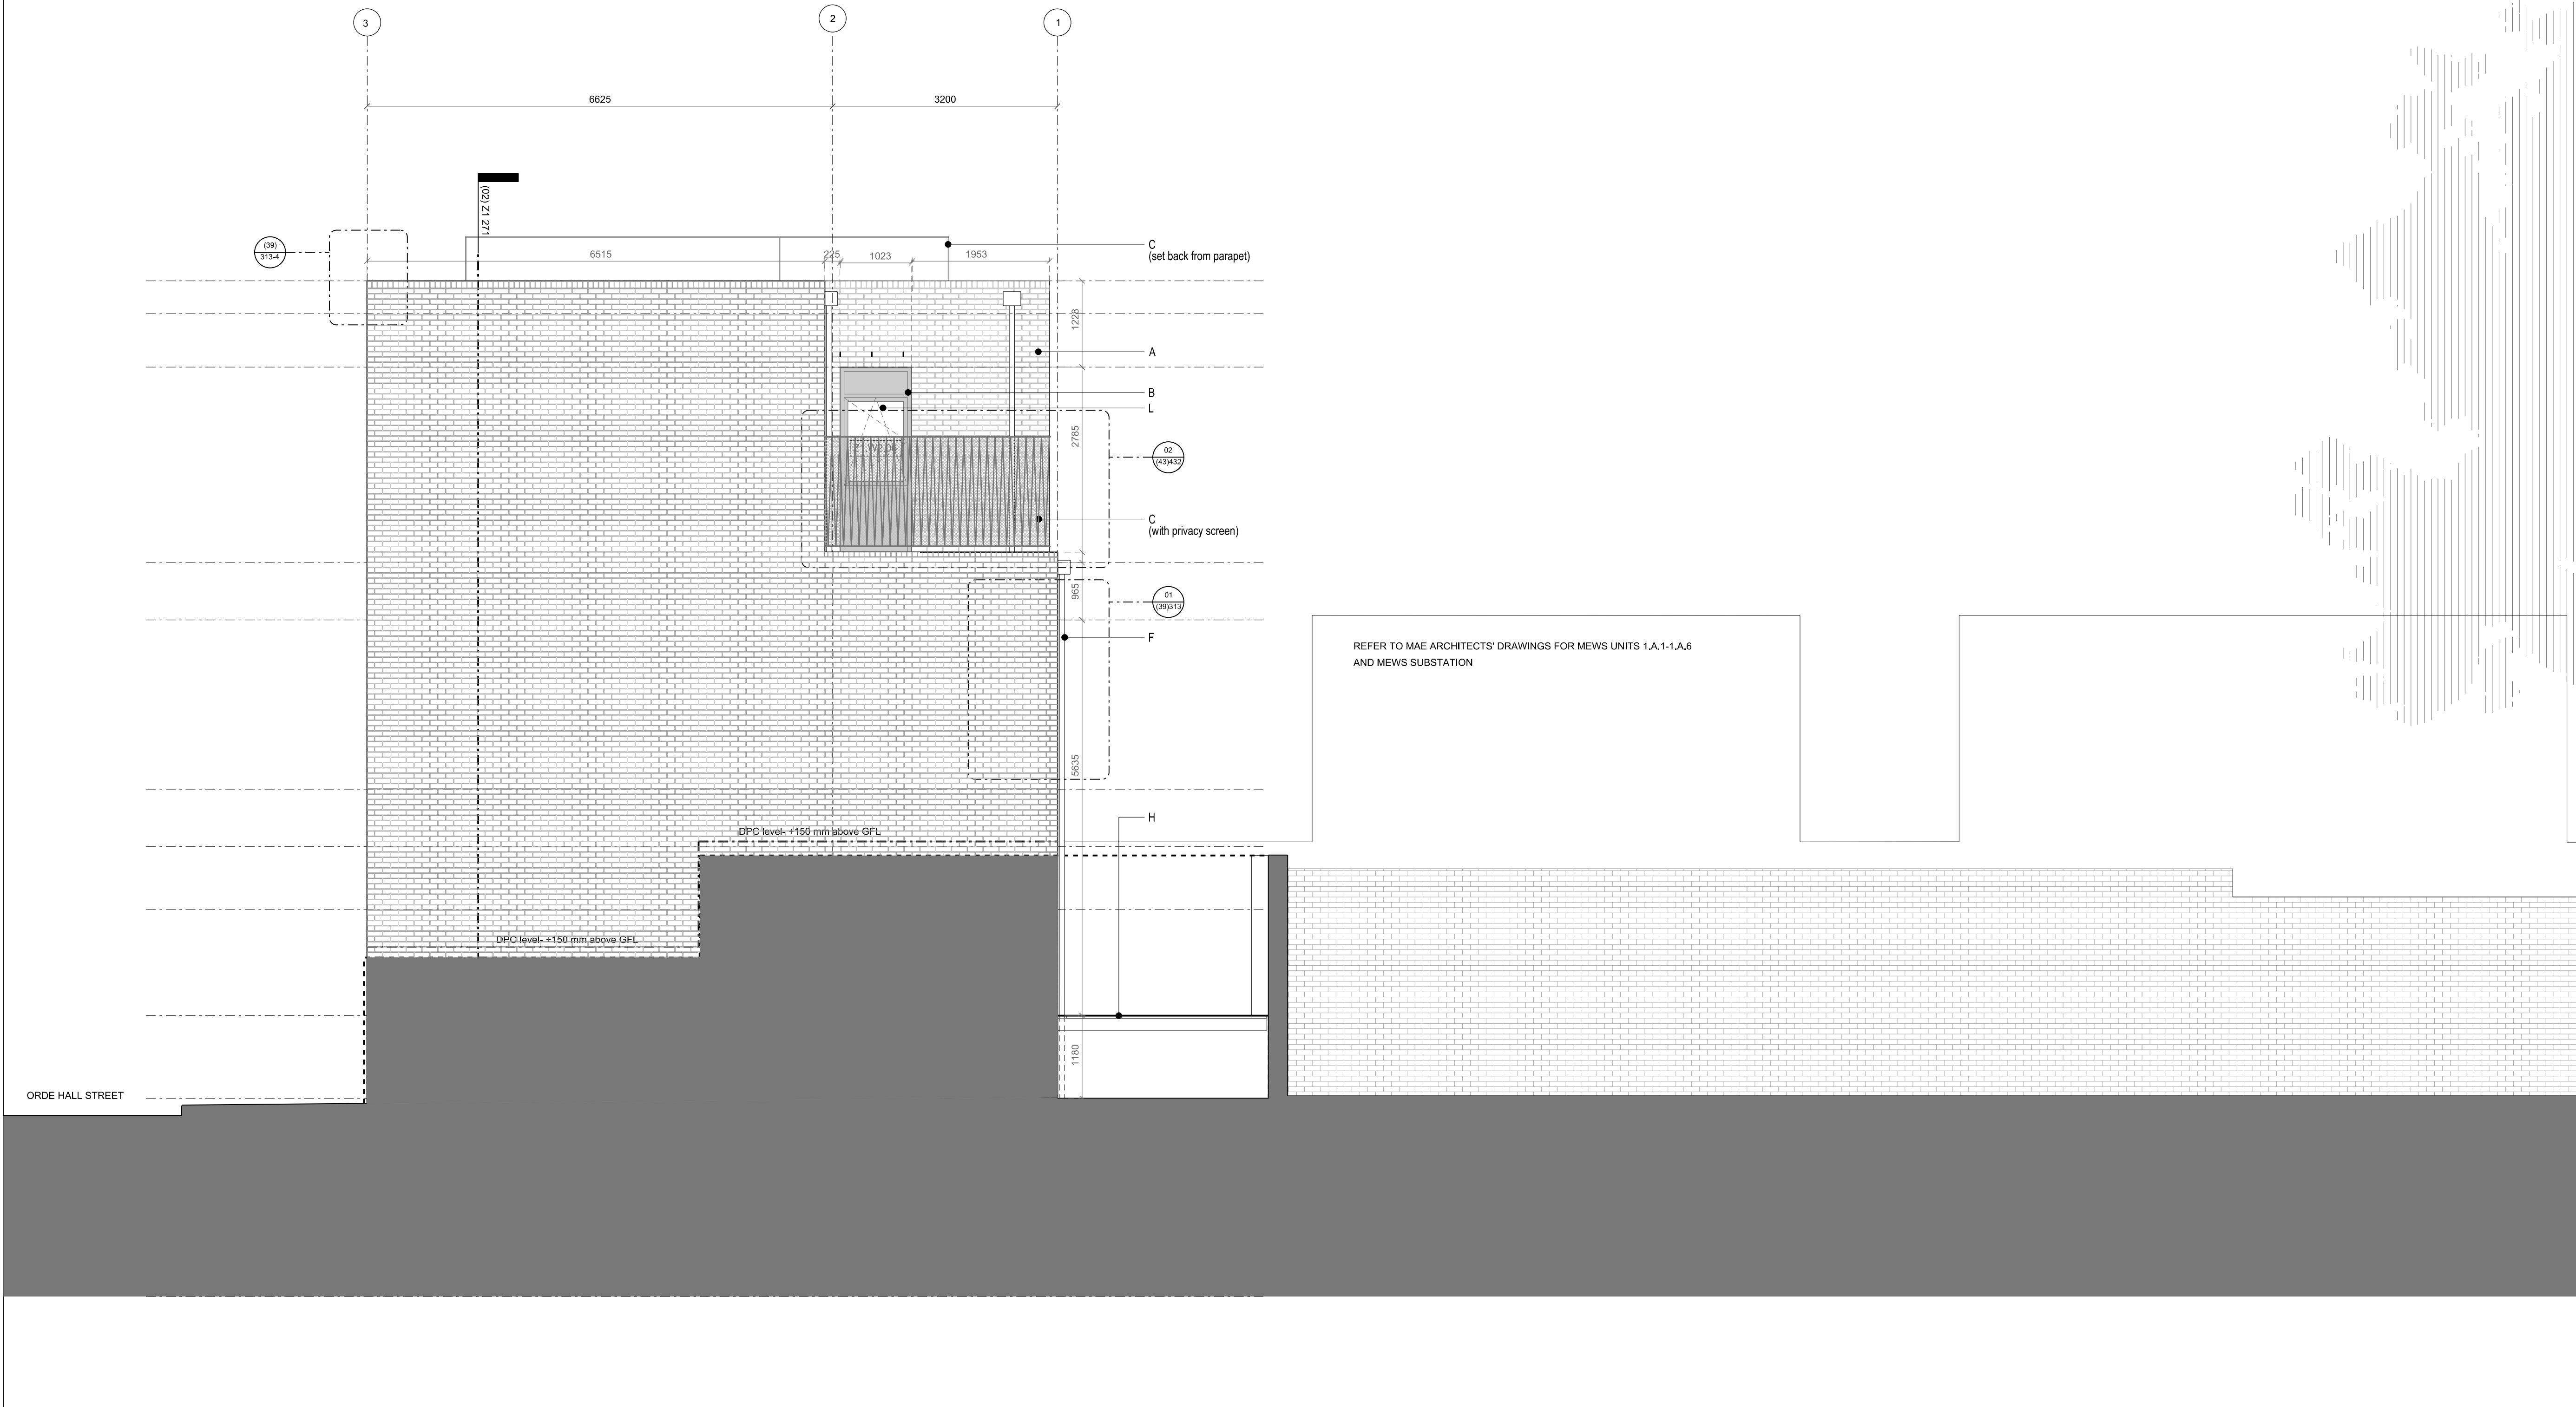 3
2
1
6625
3200
(02) Z1 271
(39)
313-4
6515
225
1023
1953
C
(set back from parapet)
1228
A
B
L
2785
Z1.W2.06
02
(43)432
C
(with privacy screen)
965
01
(39)313
F
REFER TO MAE ARCHITECTS' DRAWINGS FOR MEWS UNITS 1.A.1-1.A.6
AND MEWS SUBSTATION
5635
H
DPC level- +150 mm above GFL
DPC level- +150 mm above GFL
1180
ORDE HALL STREET